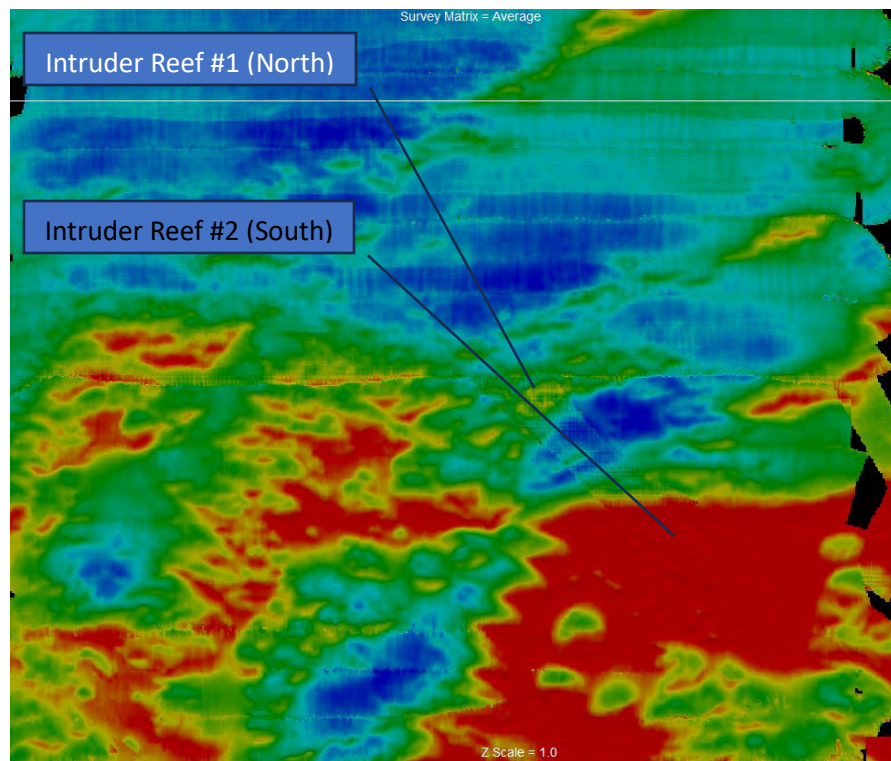 Survey Matrix = Average
Intruder Reef #1 (North)
Intruder Reef #2 (South)
Z Scale = 1.0